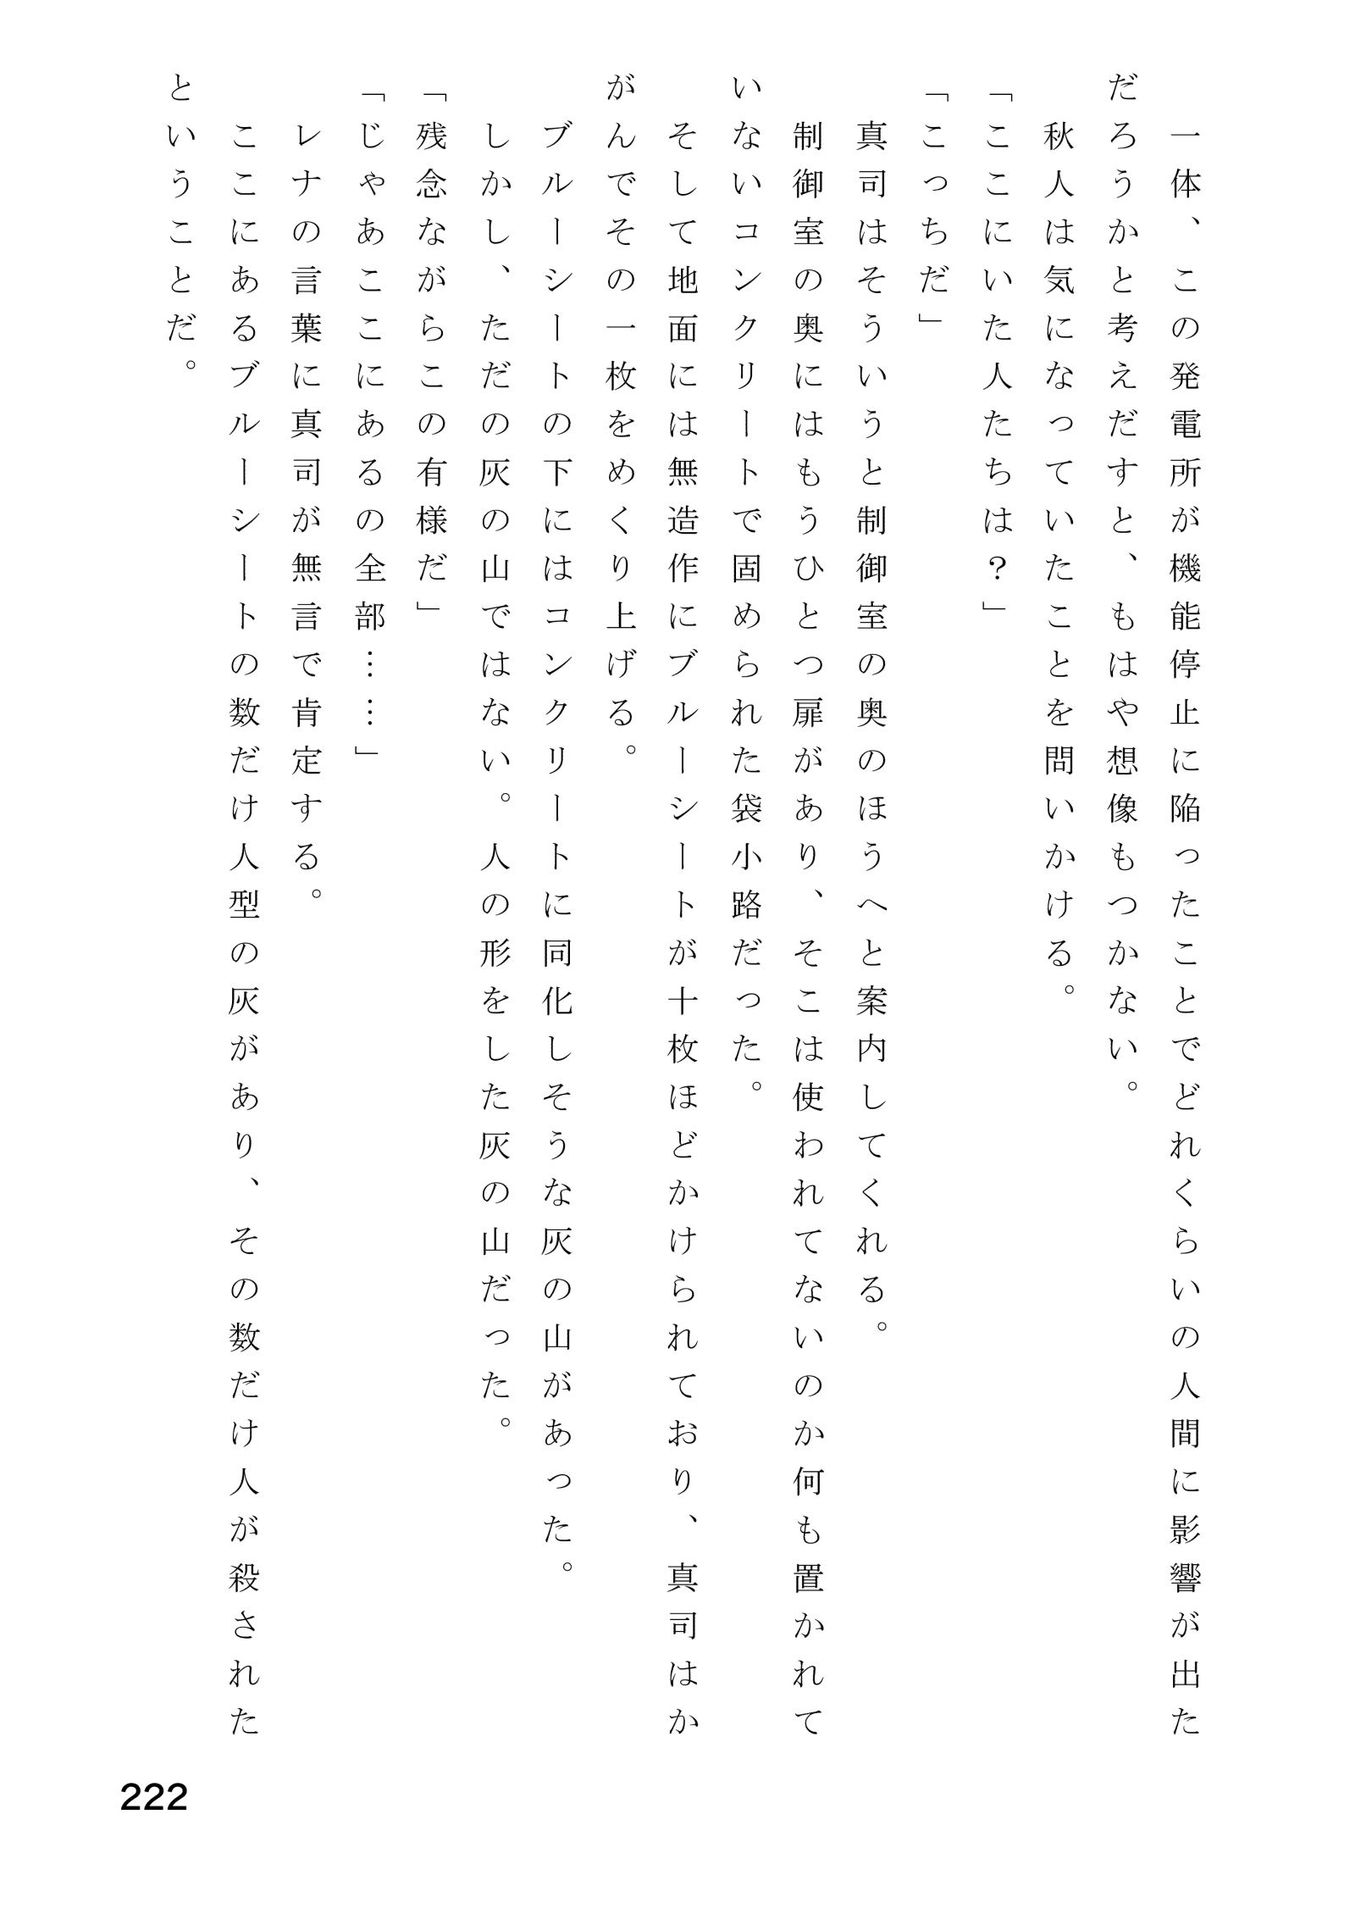 一体、この発電所が機能停止に陥ったことでどれくらいの人間に影響が出た
だろうかと考えだすと、もはや想像もつかない。
秋人は気になっていたことを問いかける。
「ここにいた人たちは？」
「こっちだ」
真司はそういうと制御室の奥のほうへと案内してくれる。
制御室の奥にはもうひとつ扉があり、そこは使われてないのか何も置かれて
いないコンクリートで固められた袋小路だった。
そして地面には無造作にブルーシートが十枚ほどかけられており、真司はか
がんでその一枚をめくり上げる。
ブルーシートの下にはコンクリートに同化しそうな灰の山があった。
しかし、ただの灰の山ではない。人の形をした灰の山だった。
「残念ながらこの有様だ」
「じゃあここにあるの全部……」
レナの言葉に真司が無言で肯定する。
ここにあるブルーシートの数だけ人型の灰があり、その数だけ人が殺された
ということだ。
222